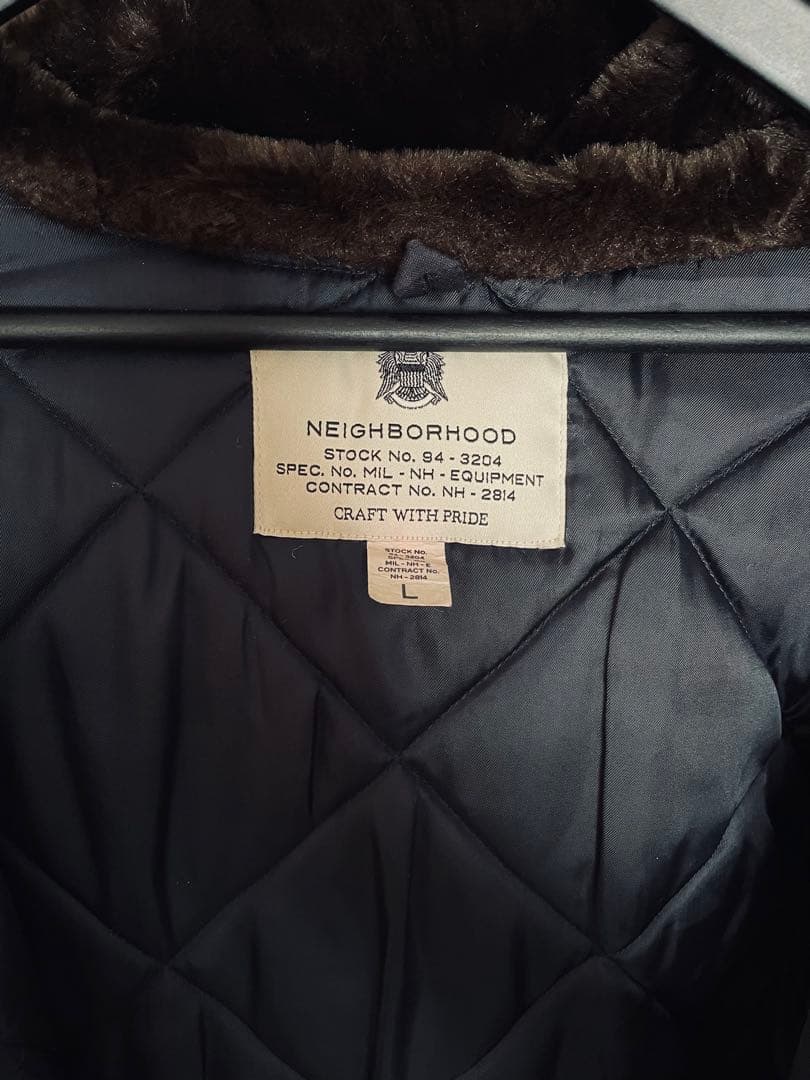 NEIGHBORHOOD
STOCK No. 94 - 3204
SPEC. No. MIL - NH - EQUIPMENT
CONTRACT No. NH - 2814
CRAFT WITH PRIDE
STOCK No.
MIL - NH - E
CONTRACT No.
NH - 2814
L